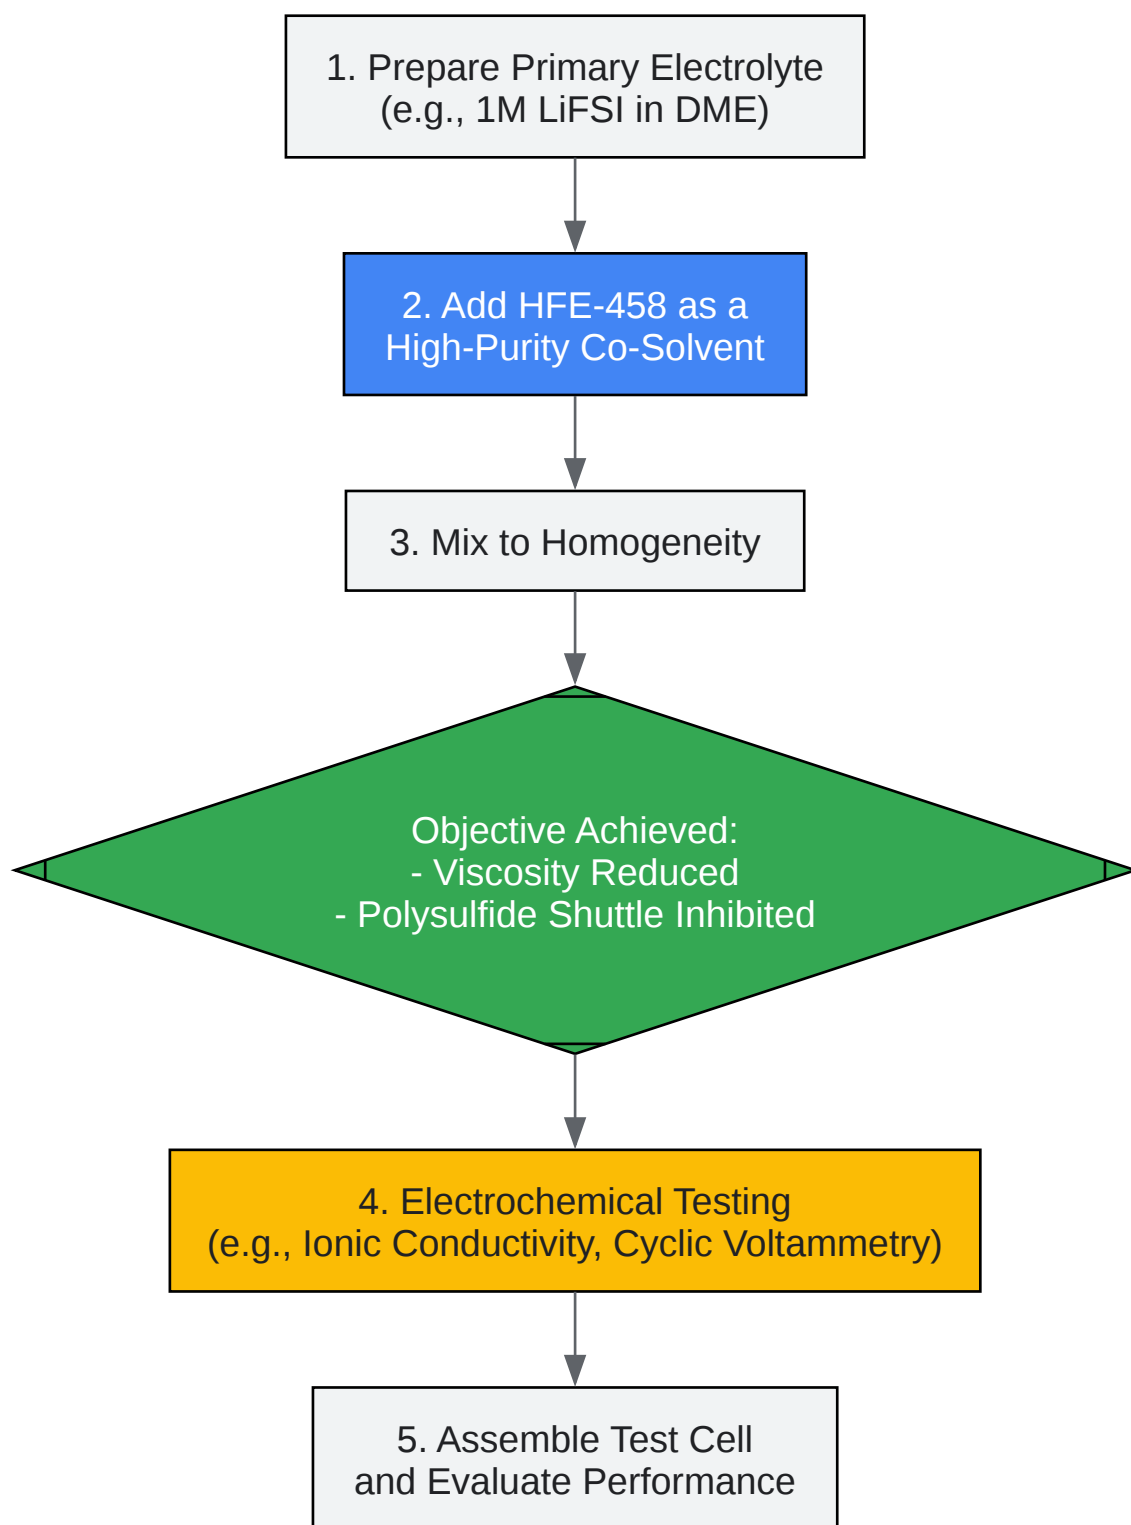 1. Prepare Primary Electrolyte
(e.g., 1M LiFSI in DME)
2. Add HFE-458 as a
High-Purity Co-Solvent
3. Mix to Homogeneity
Objective Achieved:
- Viscosity Reduced
- Polysulfide Shuttle Inhibited
4. Electrochemical Testing
(e.g., Ionic Conductivity, Cyclic Voltammetry)
5. Assemble Test Cell
and Evaluate Performance